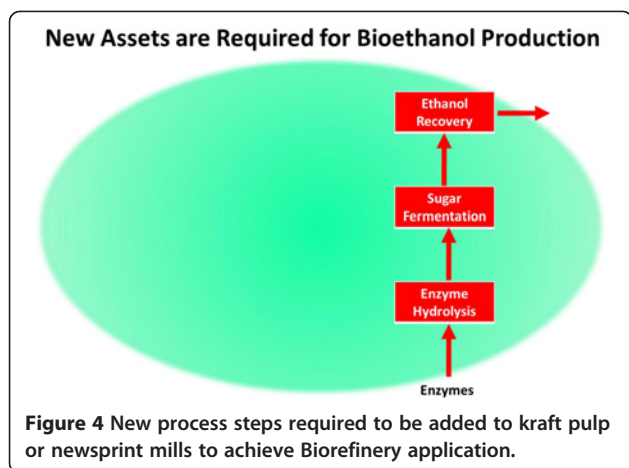 New Assets are Required for Bioethanol Production
Ethanol
Recovery
Sugar
Fermentation
Enzyme
Hydrolysis
Enzymes
Figure 4 New process steps required to be added to kraft pulp
or newsprint mills to achieve Biorefinery application.